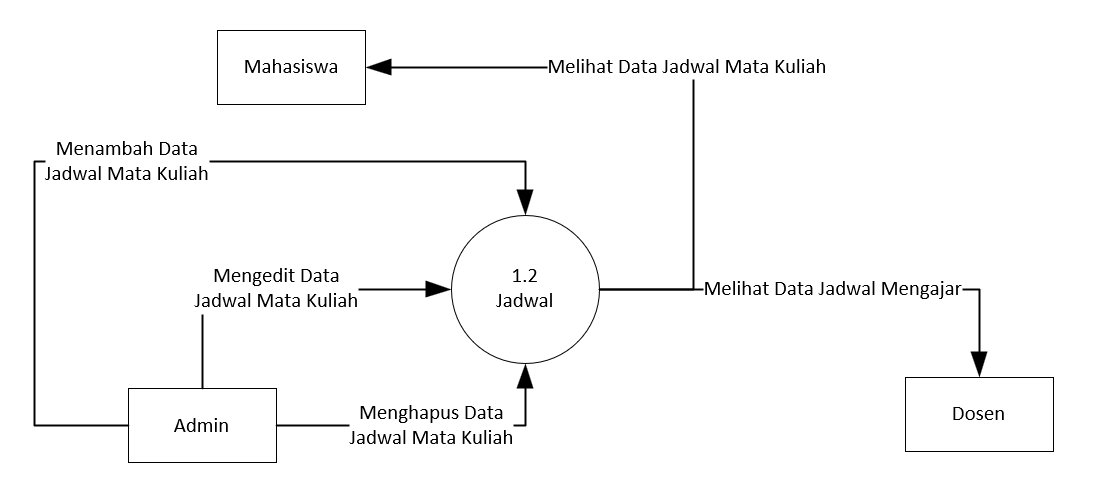 Mahasiswa
Melihat Data Jadwal Mata Kuliah
Menambah Data
Jadwal Mata Kuliah
Mengedit Data
Jadwal Mata Kuliah
1.2
Jadwal
Melihat Data Jadwal Mengajar
Admin
Menghapus Data
Jadwal Mata Kuliah
Dosen